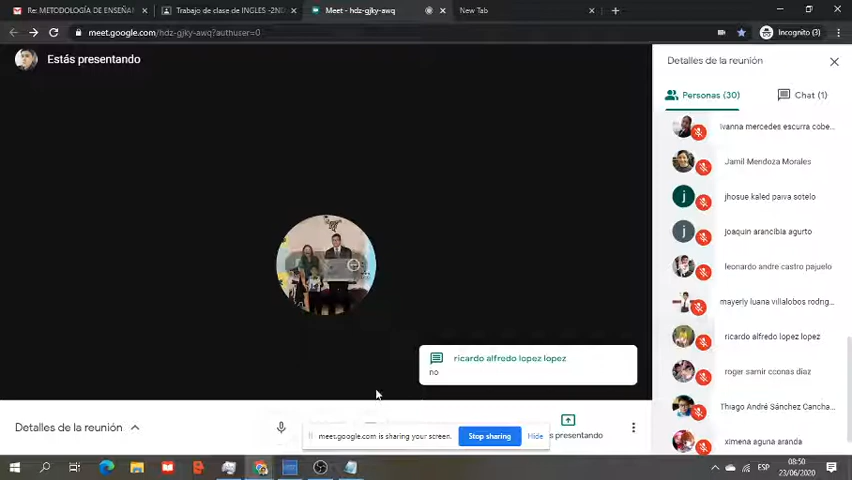 Re: METODOLOGÍA DE ENSEÑAN
Trabajo de clase de INGLES -2ND
Meet - hdz-gjky-awq
New Tab
meet.google.com/hdz-gjky-awq?authuser=0
Incognito (3)
Estás presentando
Detalles de la reunión
Personas (30)
Chat (1)
Ivanna mercedes escurra cobe...
Jamil Mendoza Morales
jhosue kaled paiva sotelo
joaquin arancibia agurto
leonardo andre castro pajuelo
mayerly luana villalobos rodrig...
ricardo alfredo lopez lopez
roger samir cconas diaz
Thiago André Sánchez Cancha...
ximena aguna aranda
ricardo alfredo lopez lopez
no
Detalles de la reunión
meet.google.com is sharing your screen.
Stop sharing
Hide
s presentando
ESP
08:50
23/06/2020